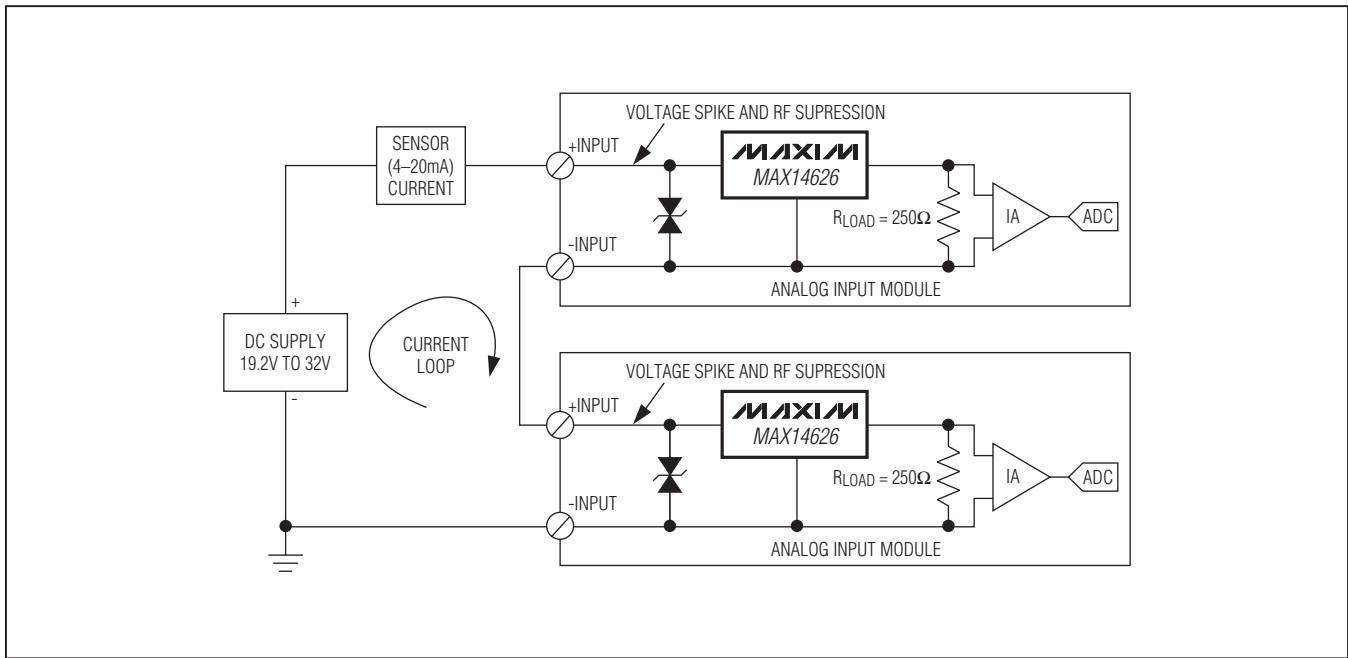 VOLTAGE SPIKE AND RF SUPRESSION
SENSOR
(4–20mA)
CURRENT
+INPUT
MAXIM
MAX14626
RLOAD = 250Ω
IA
ADC
-INPUT
ANALOG INPUT MODULE
+
DC SUPPLY
19.2V TO 32V
-
CURRENT
LOOP
VOLTAGE SPIKE AND RF SUPRESSION
+INPUT
MAXIM
MAX14626
RLOAD = 250Ω
IA
ADC
-INPUT
ANALOG INPUT MODULE